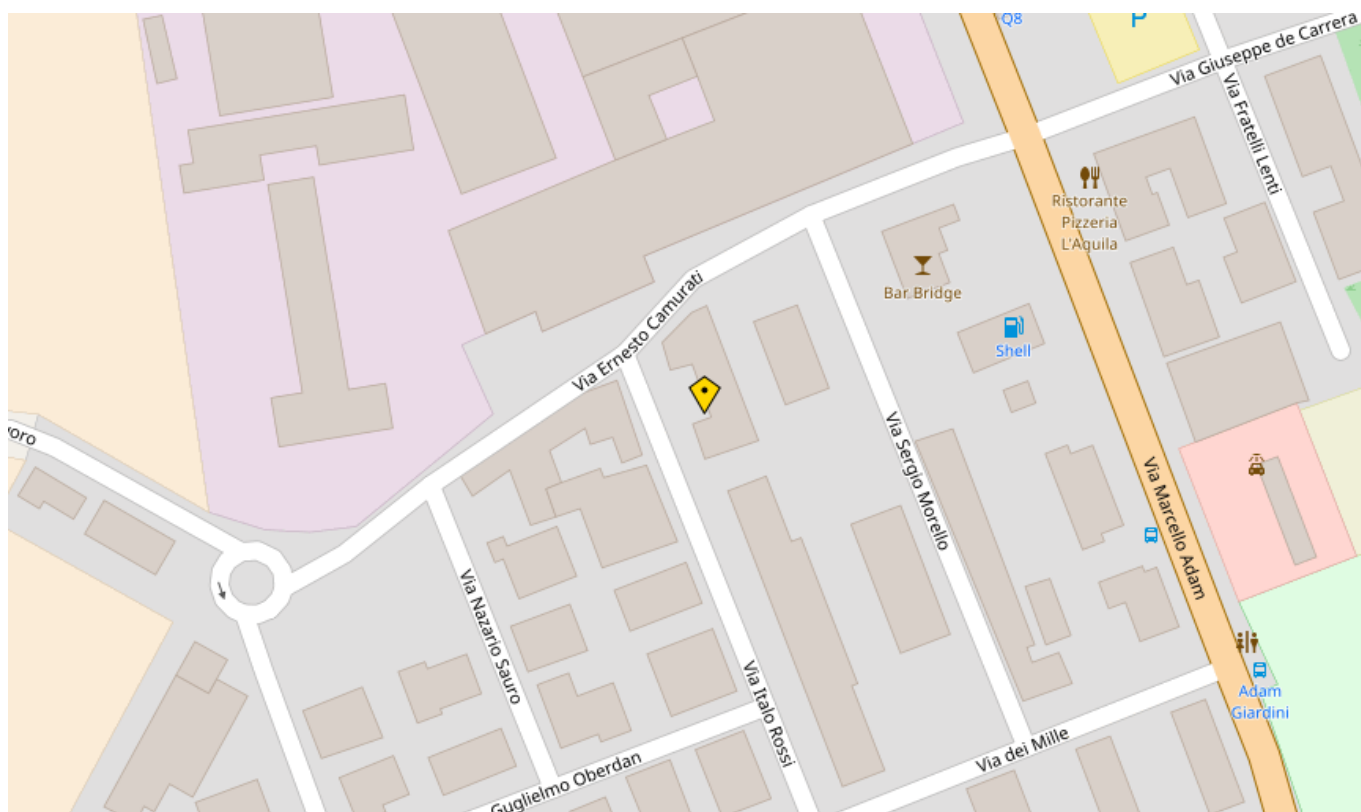 Q8
P
Via Giuseppe de Carrera
Via Fratelli Lenti
Ristorante
Pizzeria
L'Aquila
Bar Bridge
Shell
Via Ernesto Camurati
Via Sergio Morello
Via Marcello Adam
voro
Via Nazario Sauro
Via Italo Rossi
Adam
Giardini
Via dei Mille
Guglielmo Oberdan